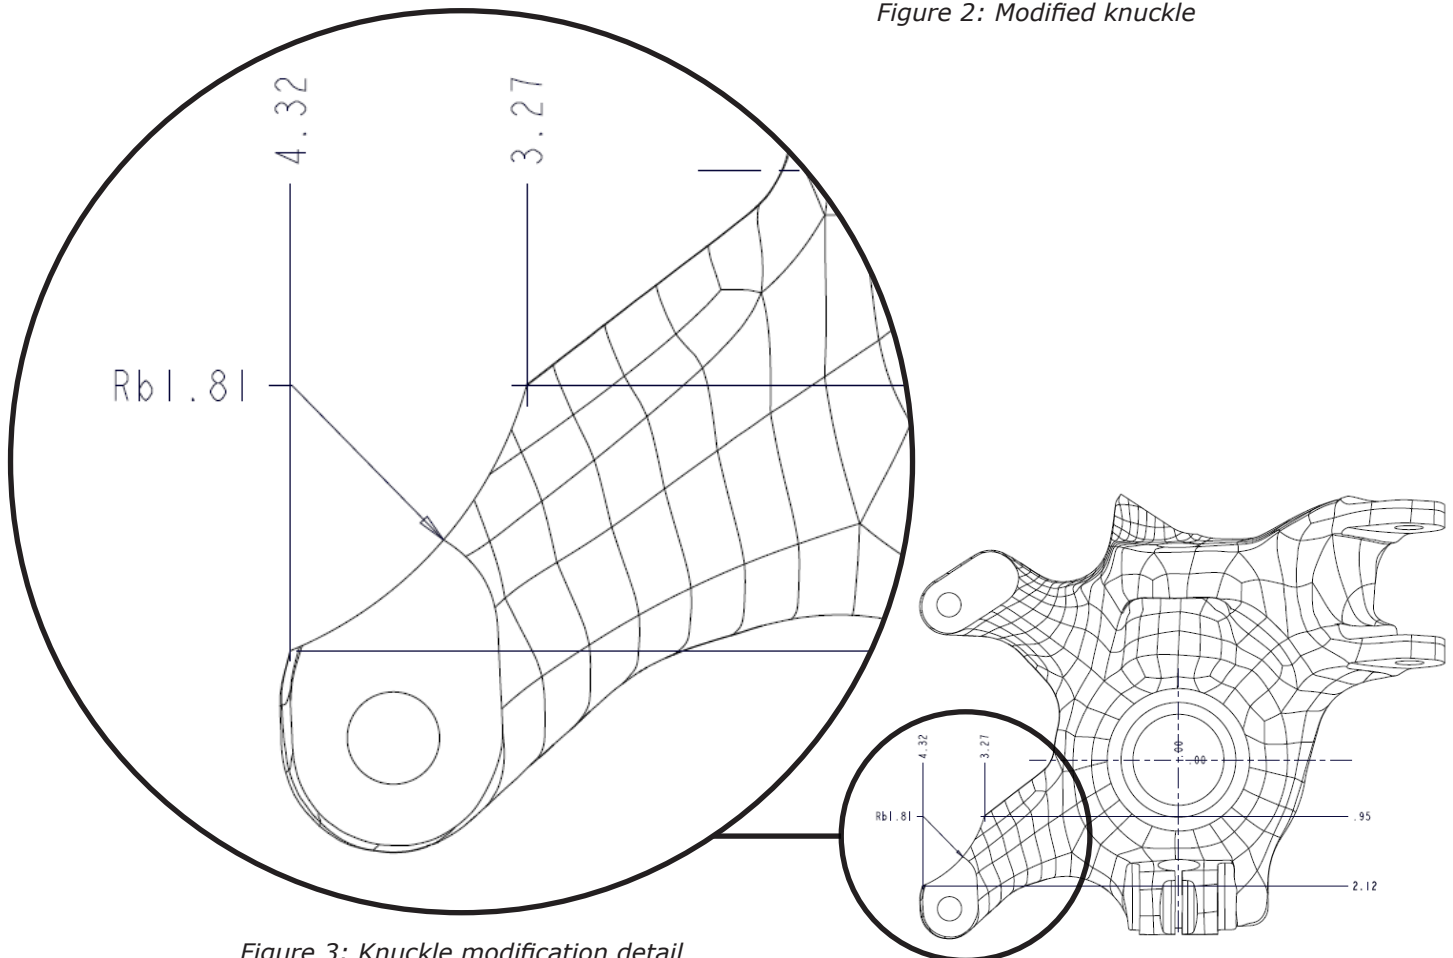 Figure 2: Modified knuckle
4.32
3.27
Rb1.81
4.32
3.27
.00
.00
Rb1.81
.95
2.12
Figure 3: Knuckle modification detail